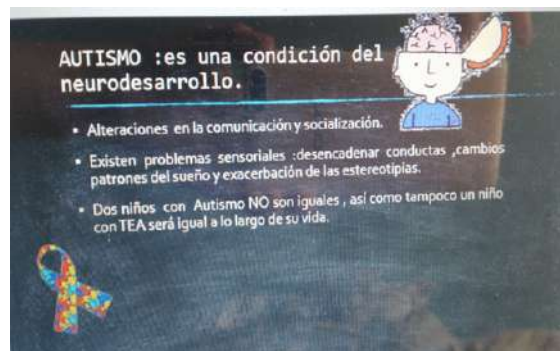 AUTISMO :es una condición del
neurodesarrollo.
▪ Alteraciones en la comunicación y socialización.
▪ Existen problemas sensoriales :desencadenar conductas ,cambios
patrones del sueño y exacerbación de las estereotipias.
▪ Dos niños con Autismo NO son iguales , así como tampoco un niño
con TEA será igual a lo largo de su vida.